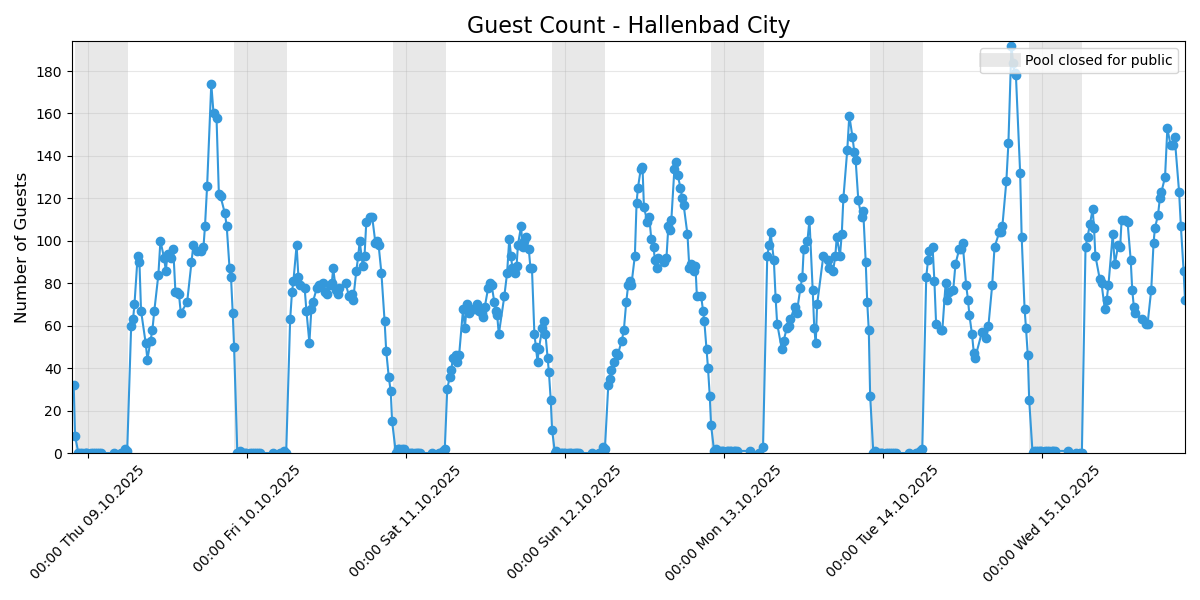 Guest Count - Hallenbad City
Pool closed for public
Number of Guests
180
160
140
120
100
80
60
40
20
0
00:00 Thu 09.10.2025
00:00 Fri 10.10.2025
00:00 Sat 11.10.2025
00:00 Sun 12.10.2025
00:00 Mon 13.10.2025
00:00 Tue 14.10.2025
00:00 Wed 15.10.2025